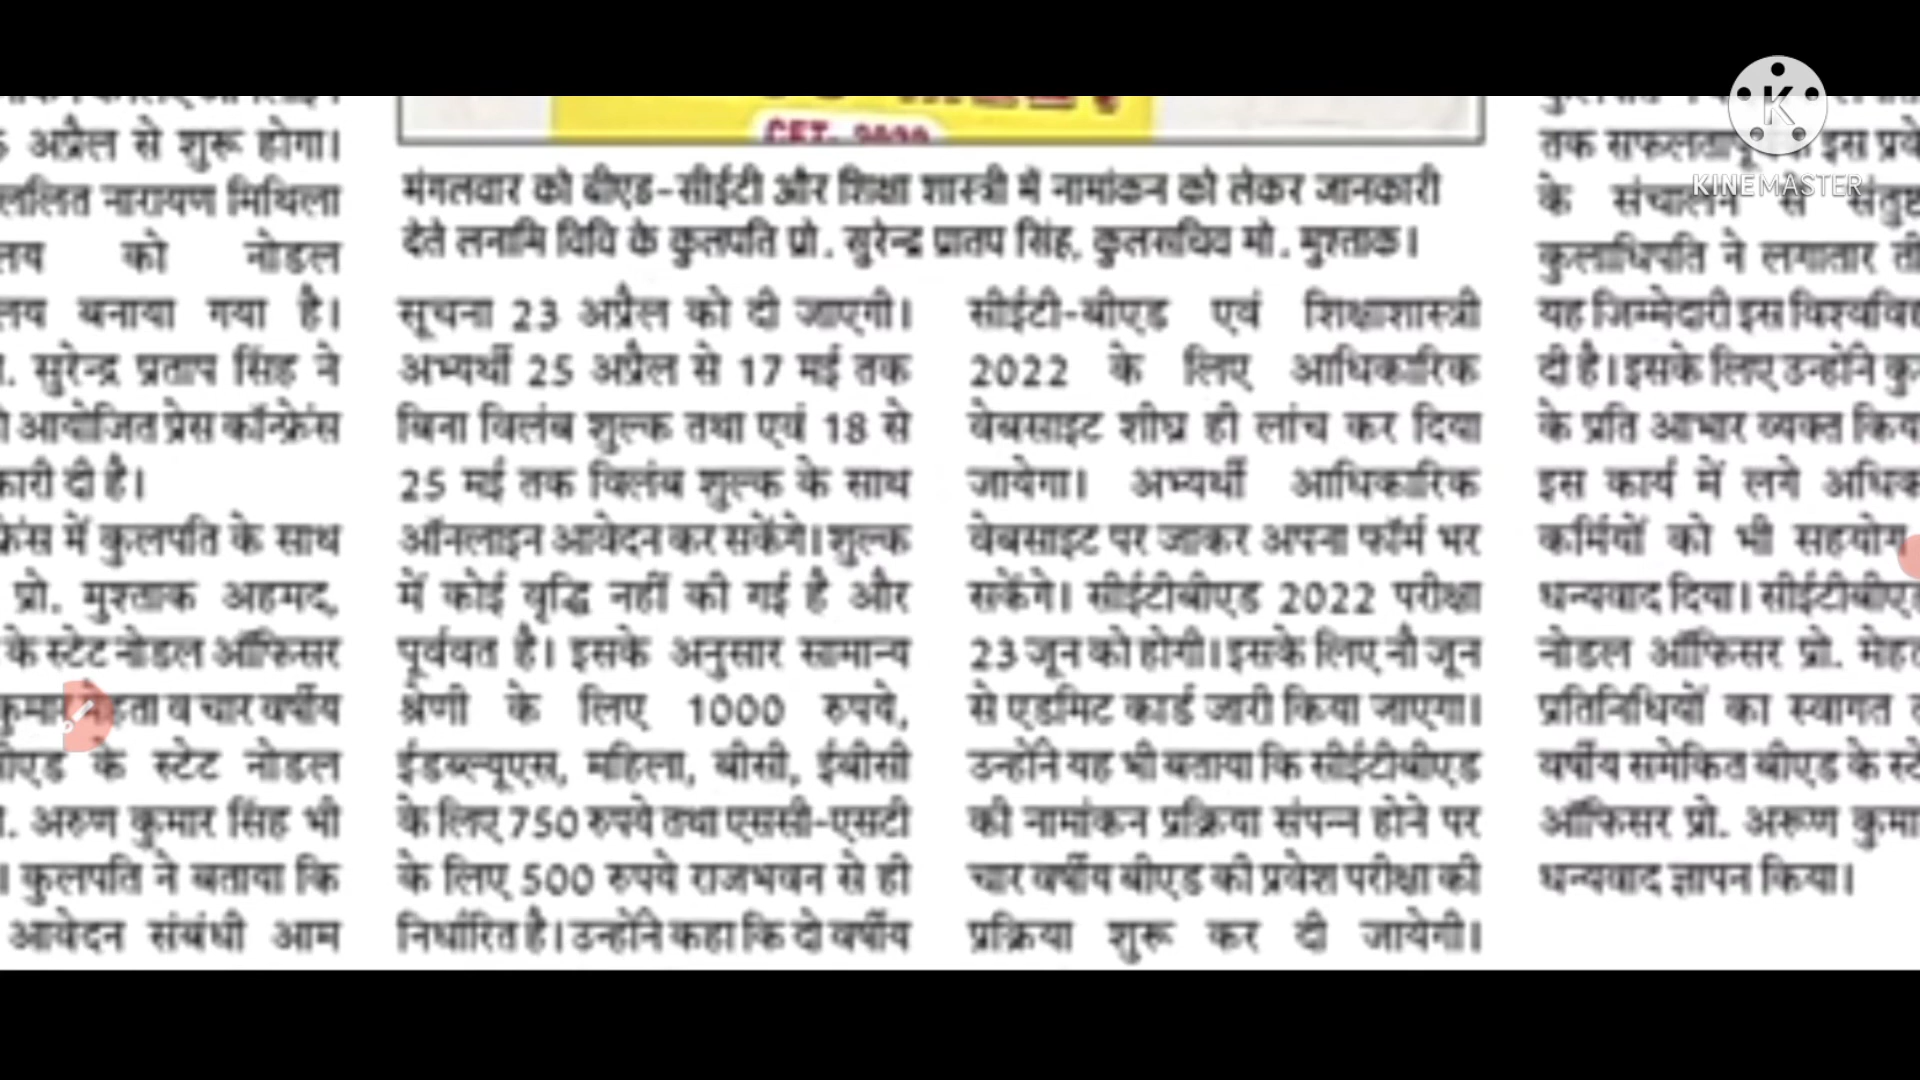 अप्रैल से शुरू होगा।
ललित नारायण मिथिला
को नोडल
बनाया गया है।
सुरेन्द्र प्रताप सिंह ने
आयोजित प्रेस कॉन्फ्रेंस
दी है।
में कुलपति के साथ
प्रो. मुश्ताक अहमद,
के स्टेट नोडल ऑफिसर
कुमार मेहता व चार वर्षीय
के स्टेट नोडल
अरुण कुमार सिंह भी
। कुलपति ने बताया कि
आवेदन संबंधी आम
CET- 2020
मंगलवार को बीएड-सीईटी और शिक्षा शास्त्री में नामांकन को लेकर जानकारी
देते लनामि विवि के कुलपति प्रो. सुरेन्द्र प्रातप सिंह, कुलसचिव मो. मुश्ताक।
सूचना 23 अप्रैल को दी जाएगी।
अभ्यर्थी 25 अप्रैल से 17 मई तक
बिना विलंब शुल्क तथा एवं 18 से
25 मई तक विलंब शुल्क के साथ
ऑनलाइन आवेदन कर सकेंगे। शुल्क
में कोई वृद्धि नहीं की गई है और
पूर्ववत है। इसके अनुसार सामान्य
श्रेणी के लिए 1000 रुपये,
ईडब्ल्यूएस, महिला, बीसी, ईबीसी
के लिए 750 रुपये तथा एससी-एसटी
के लिए 500 रुपये राजभवन से ही
निर्धारित है। उन्होंने कहा कि दो वर्षीय
सीईटी-बीएड एवं शिक्षाशास्त्री
2022 के लिए आधिकारिक
वेबसाइट शीघ्र ही लांच कर दिया
जायेगा। अभ्यर्थी आधिकारिक
वेबसाइट पर जाकर अपना फॉर्म भर
सकेंगे। सीईटीबीएड 2022 परीक्षा
23 जून को होगी। इसके लिए नौ जून
से एडमिट कार्ड जारी किया जाएगा।
उन्होंने यह भी बताया कि सीईटीबीएड
की नामांकन प्रक्रिया संपन्न होने पर
चार वर्षीय बीएड की प्रवेश परीक्षा की
प्रक्रिया शुरू कर दी जायेगी।
तक इस
के संचालन से
कुलाधिपति ने लगातार
यह जिम्मेदारी इस
दी है। इसके लिए उन्होंने
के प्रति आभार व्यक्त
इस कार्य में लगे
कर्मियों को भी सहयोग
धन्यवाद दिया। सीईटीबीएड
नोडल ऑफिसर प्रो.
प्रतिनिधियों का स्वागत
वर्षीय समेकित बीएड के
ऑफिसर प्रो. अरूण
धन्यवाद ज्ञापन किया।
K
KINEMASTER